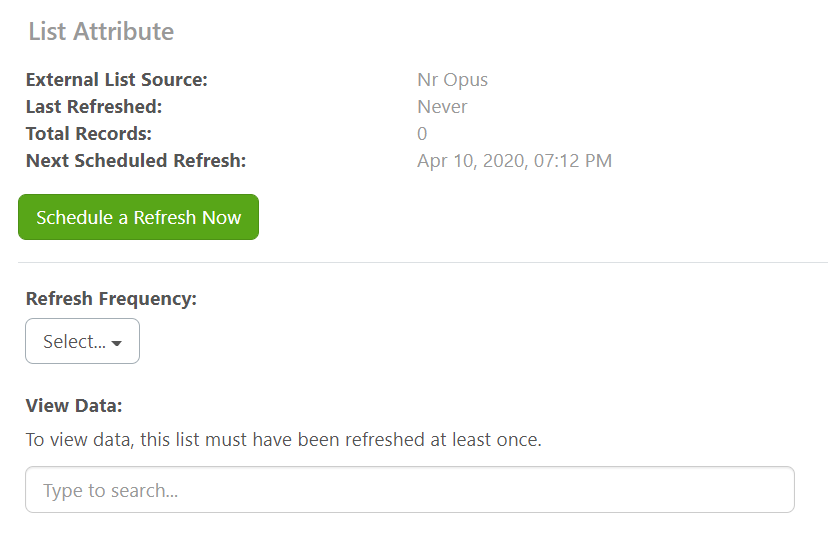 List Attribute
External List Source: Nr Opus
Last Refreshed: Never
Total Records: 0
Next Scheduled Refresh: Apr 10, 2020, 07:12 PM
Schedule a Refresh Now
Refresh Frequency:
Select...
View Data:
To view data, this list must have been refreshed at least once.
Type to search...